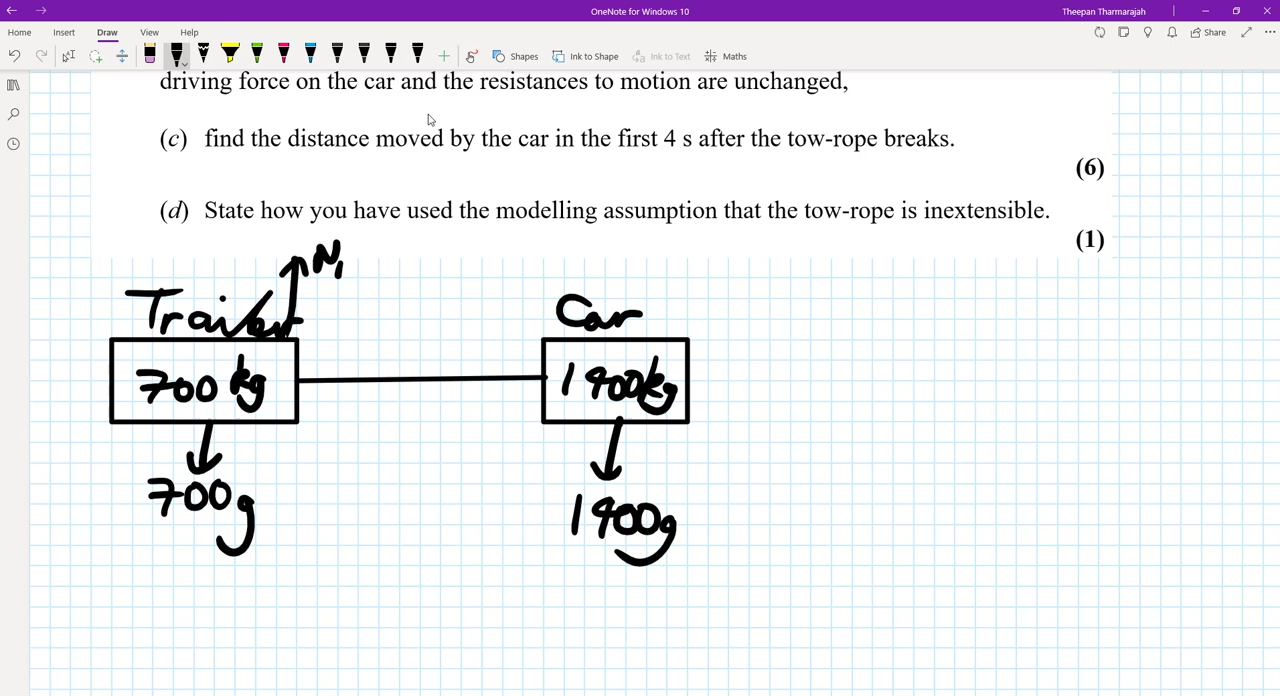 OneNote for Windows 10
Theepan Tharmarajah
Home Insert Draw View Help
Share
Shapes Ink to Shape Ink to Text Maths
driving force on the car and the resistances to motion are unchanged,
(c) find the distance moved by the car in the first 4 s after the tow-rope breaks.
(6)
(d) State how you have used the modelling assumption that the tow-rope is inextensible.
(1)
N1
Trailer Car
700 kg 1400kg
700g 1400g